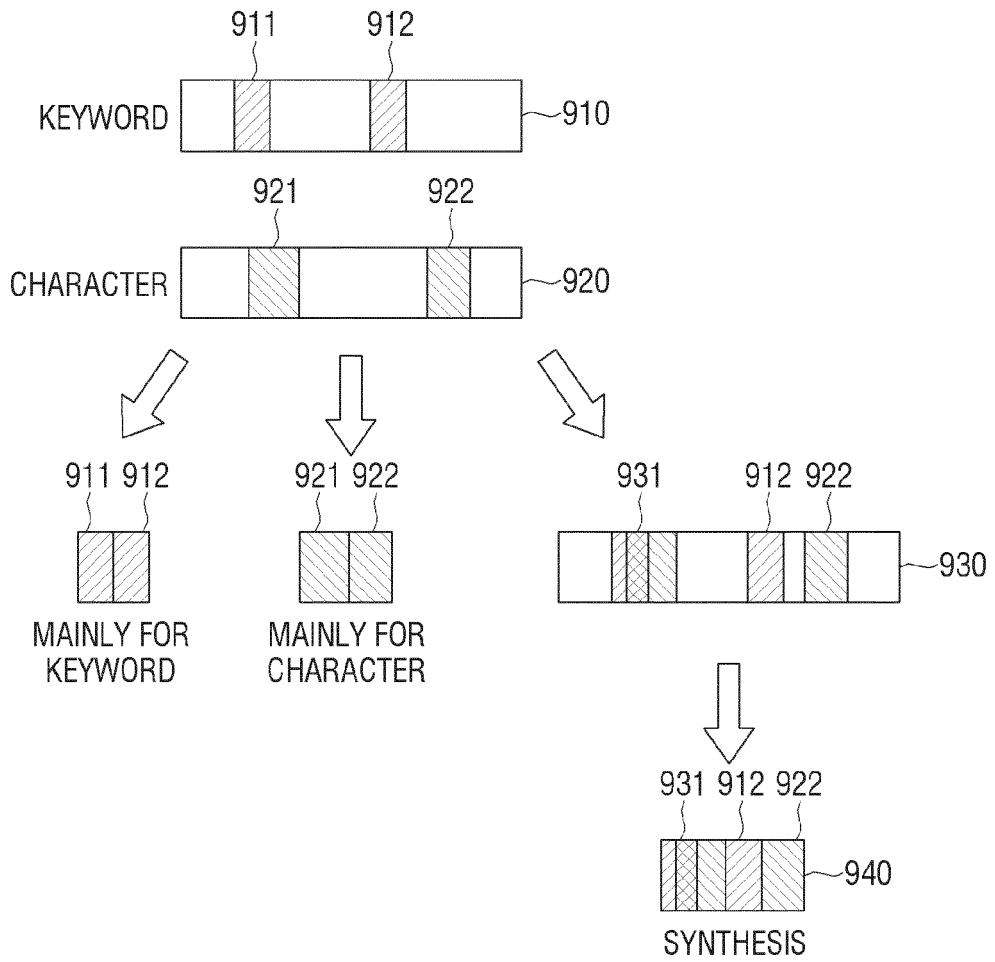 911 912
KEYWORD 910
921 922
CHARACTER 920
911 912 921 922 931 912 922
930
MAINLY FOR KEYWORD
MAINLY FOR CHARACTER
931 912 922
940
SYNTHESIS